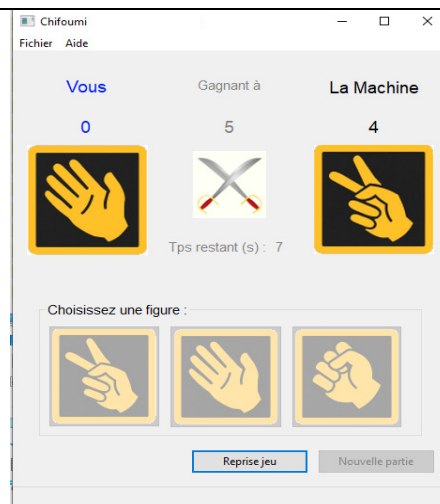 Chifoumi
Fichier Aide
Vous Gagnant à La Machine
0 5 4
Tps restant (s) : 7
Choisissez une figure :
Reprise jeu Nouvelle partie